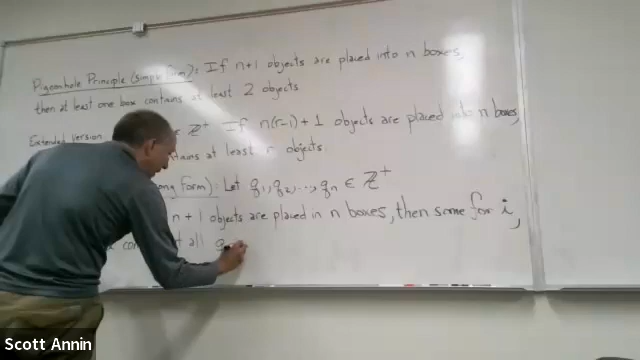 Pigeonhole Principle (simple form): If n+1 objects are placed into n boxes,
then at least one box contains at least 2 objects
Extended version ∈ ℤ⁺ If n(r-1)+1 objects are placed into n boxes,
contains at least r objects.
ong Form): Let q₁, q₂, ..., qₙ ∈ ℤ⁺
n + 1 objects are placed in n boxes, then some for i,
all
Scott Annin